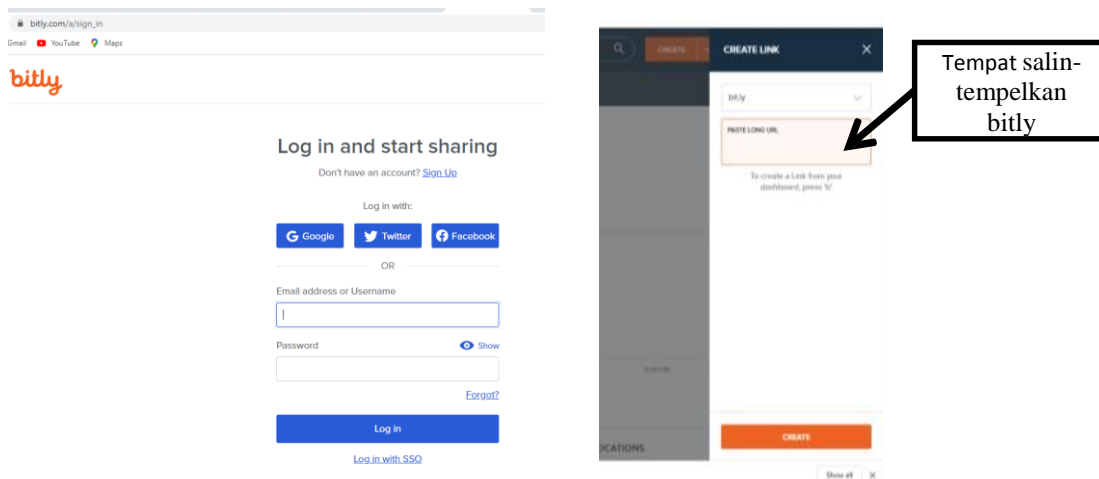 bitly.com/a/sign_in
Gmail YouTube Maps
bitly
Log in and start sharing
Don't have an account? Sign Up
Log in with:
Google Twitter Facebook
OR
Email address or Username
Password Show
Forgot?
Log in
Log in with SSO
CREATE
CREATE LINK
bit.ly
PASTE LONG URL
To create a Link from your
dashboard, press 'b'
OCATIONS
CREATE
Show all
Tempat salin-
tempelkan
bitly